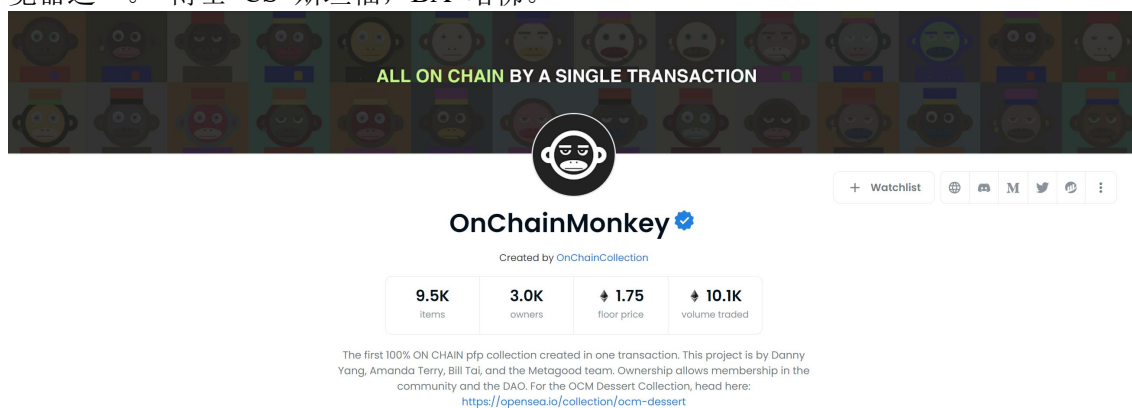 ALL ON CHAIN BY A SINGLE TRANSACTION
+ Watchlist
OnChainMonkey
Created by OnChainCollection
9.5K 3.0K 1.75 10.1K
items owners floor price volume traded
The first 100% ON CHAIN pfp collection created in one transaction. This project is by Danny
Yang, Amanda Terry, Bill Tai, and the Metagood team. Ownership allows membership in the
community and the DAO. For the OCM Dessert Collection, head here:
https://opensea.io/collection/ocm-dessert